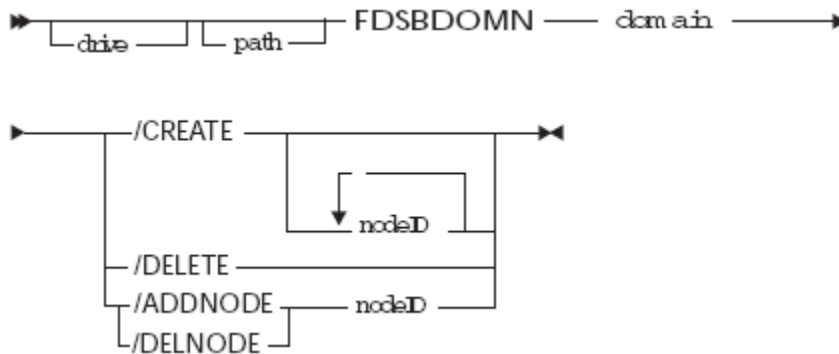 drive path FDSBDOMN domain
/CREATE
nodeID
/DELETE
/ADDNODE nodeID
/DELNODE